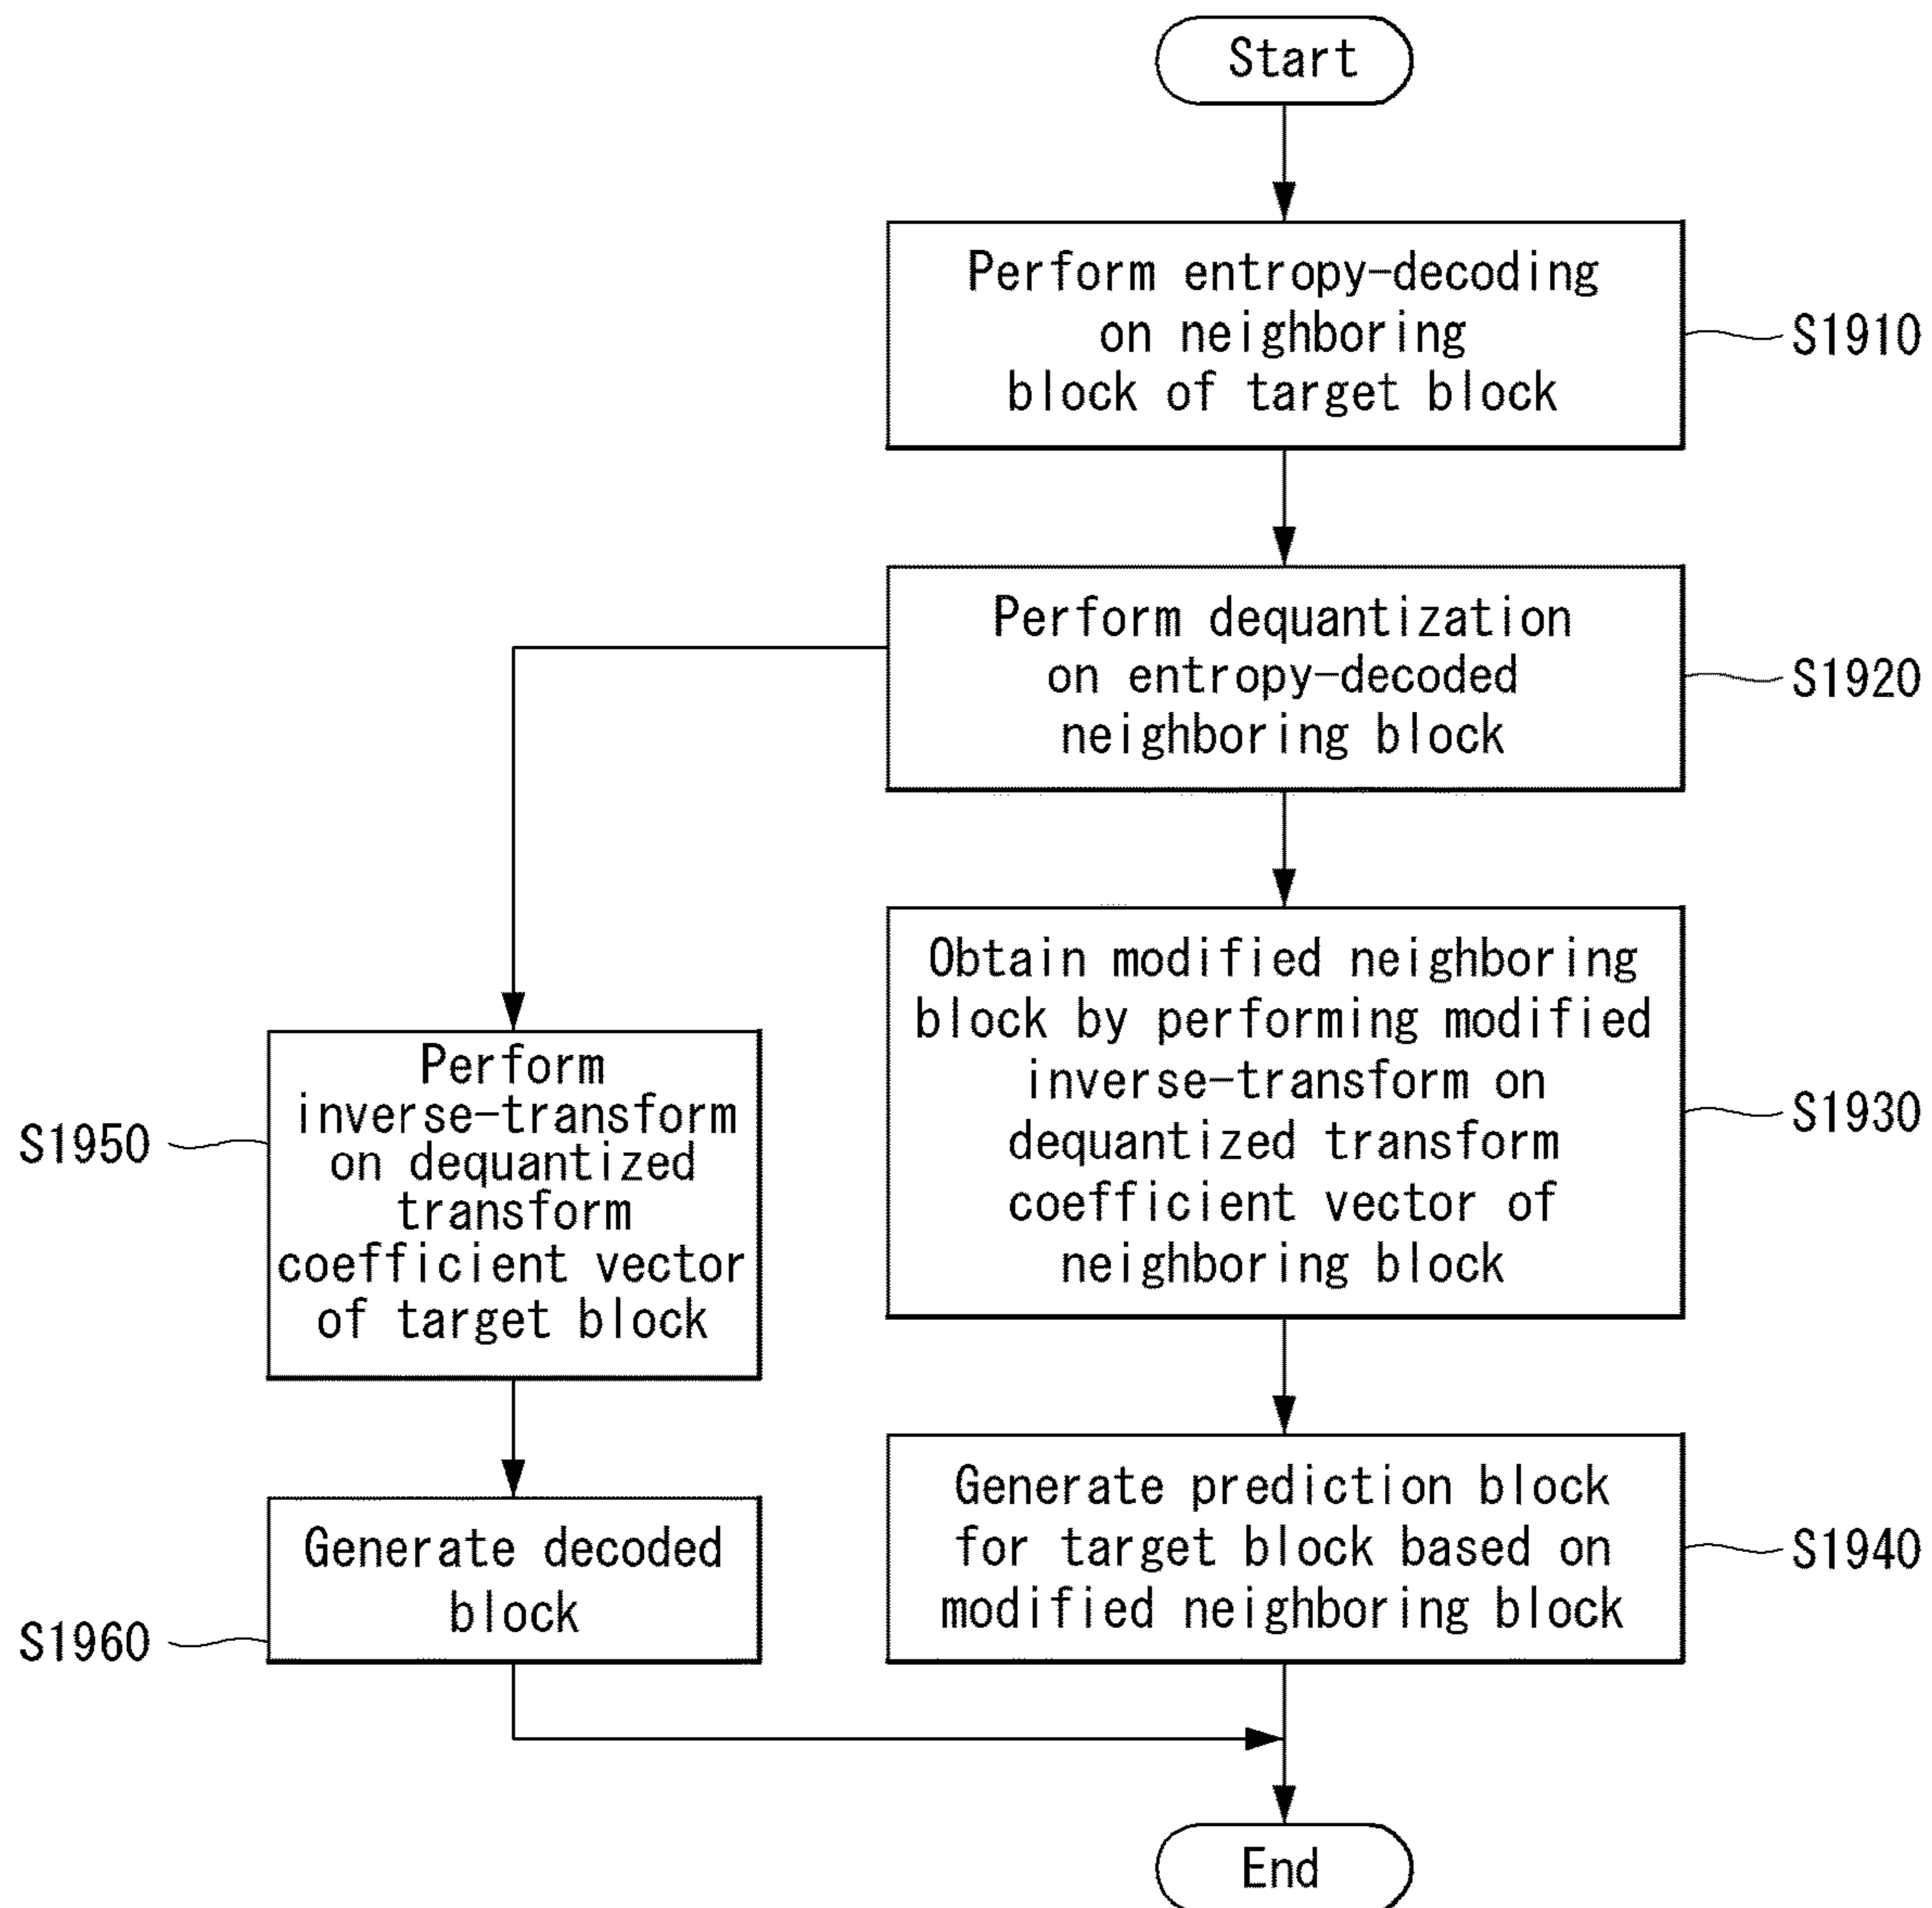 Start
Perform entropy-decoding
on neighboring
block of target block
S1910
Perform dequantization
on entropy-decoded
neighboring block
S1920
Obtain modified neighboring
block by performing modified
inverse-transform on
dequantized transform
coefficient vector of
neighboring block
S1930
Perform
inverse-transform
on dequantized
transform
coefficient vector
of target block
S1950
Generate prediction block
for target block based on
modified neighboring block
S1940
Generate decoded
block
S1960
End